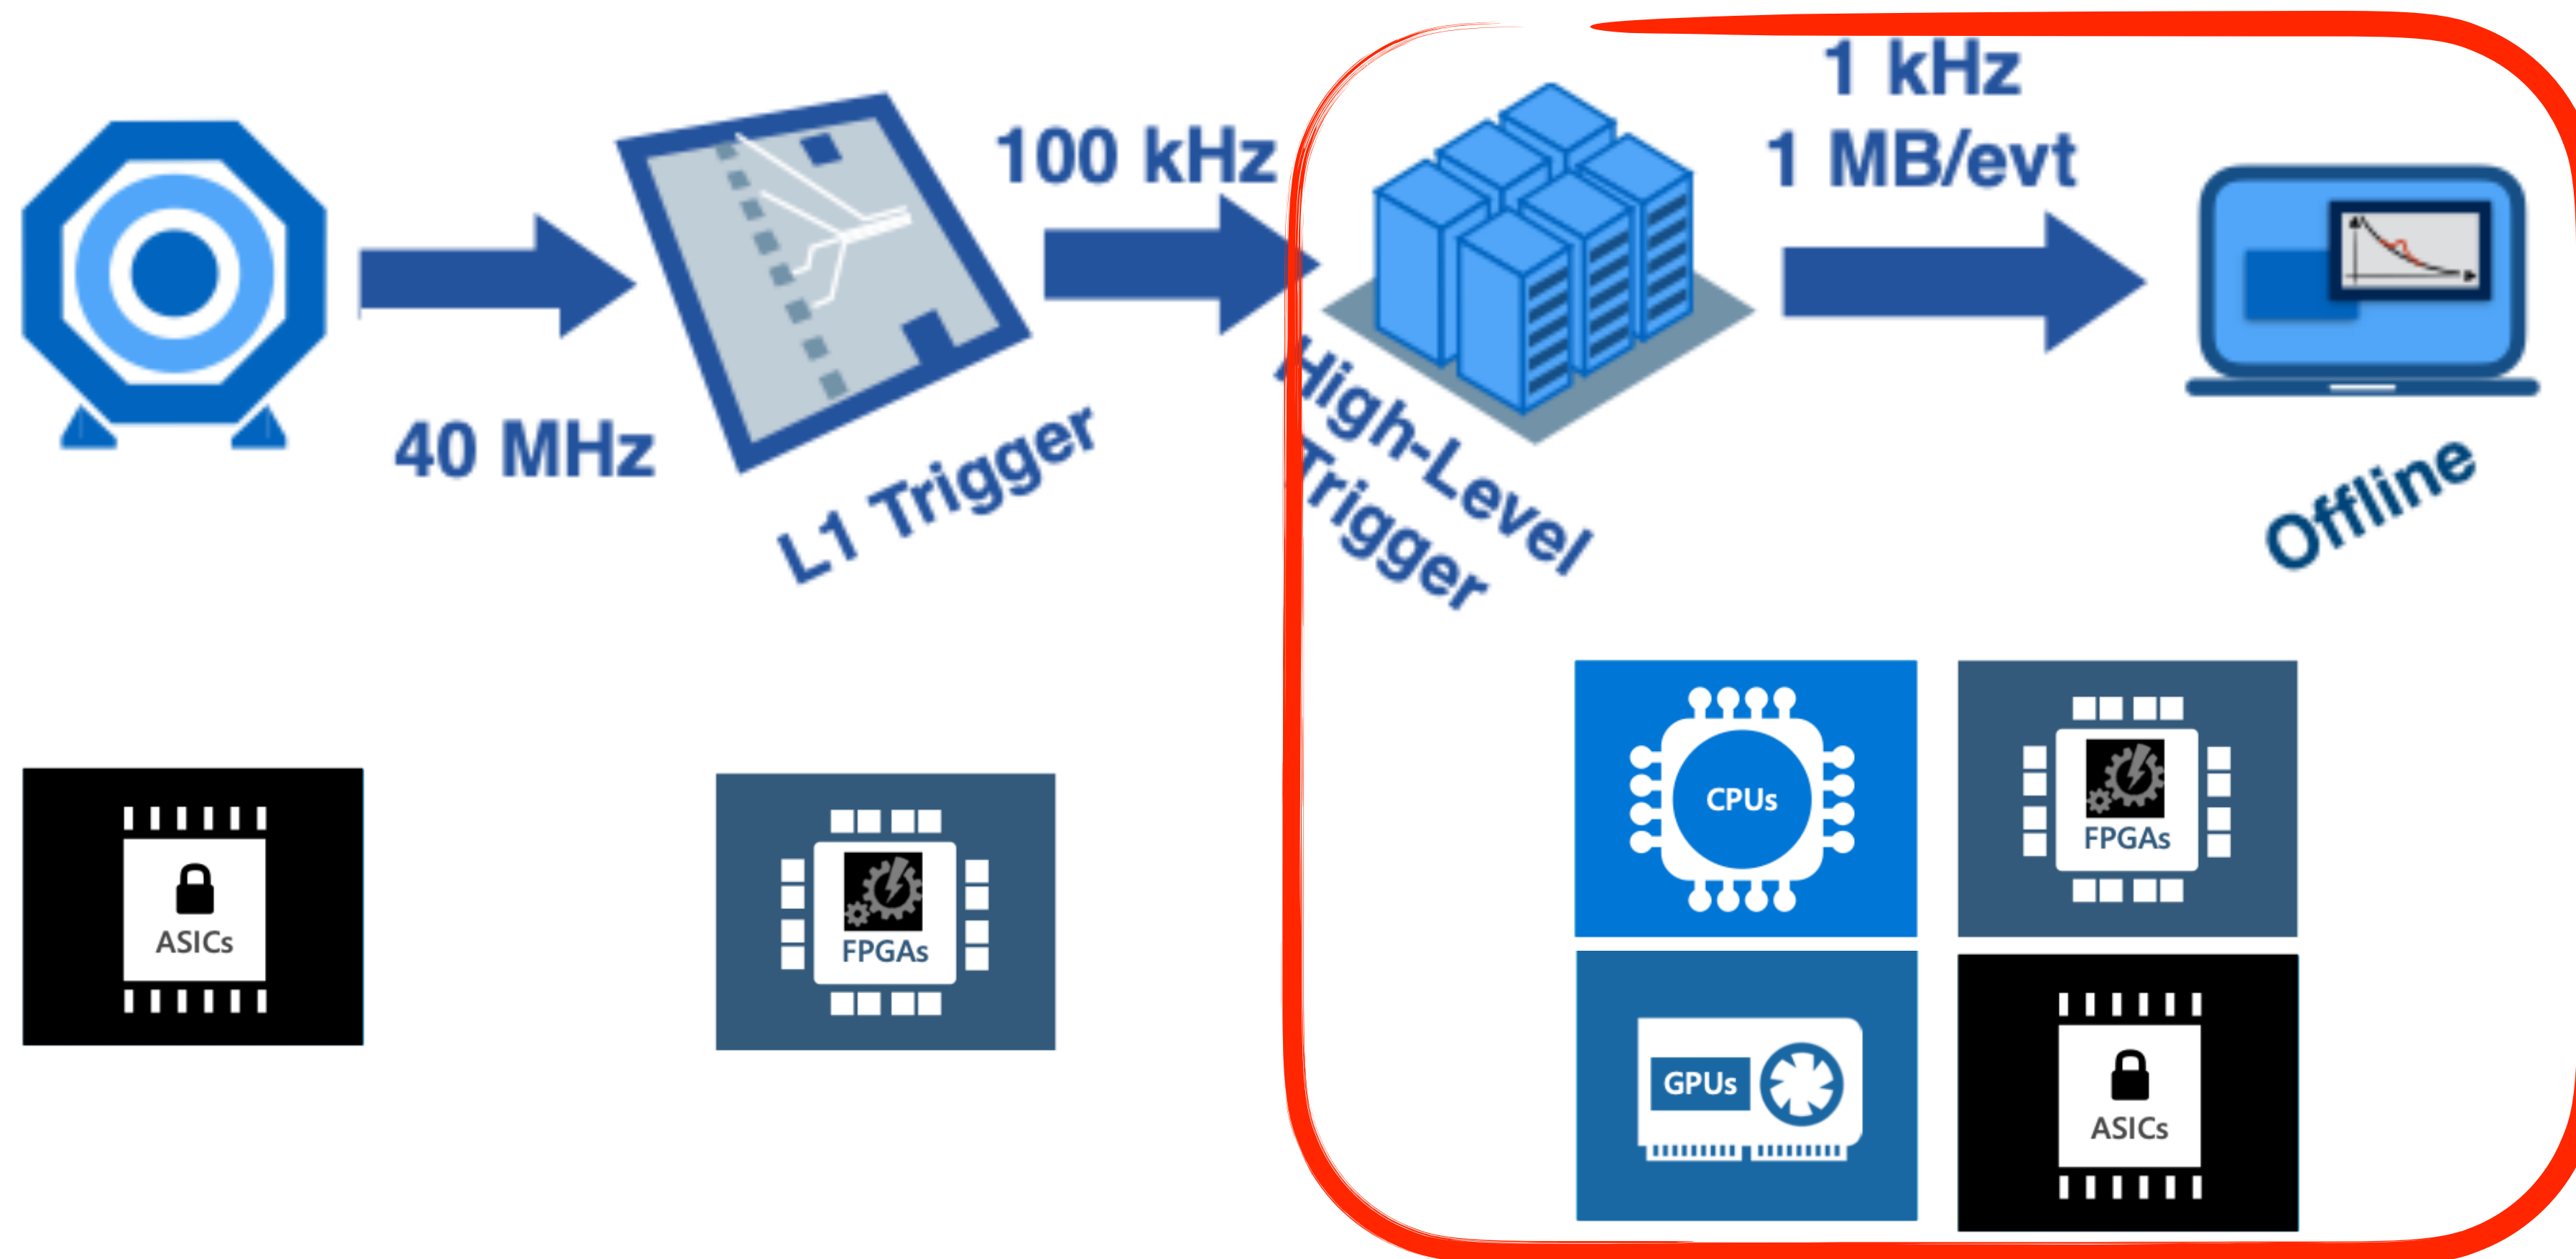 1 kHz
1 MB/evt
100 kHz
40 MHz
L1 Trigger
High-Level
Trigger
Offline
CPUs
FPGAs
ASICs
FPGAs
GPUs
ASICs